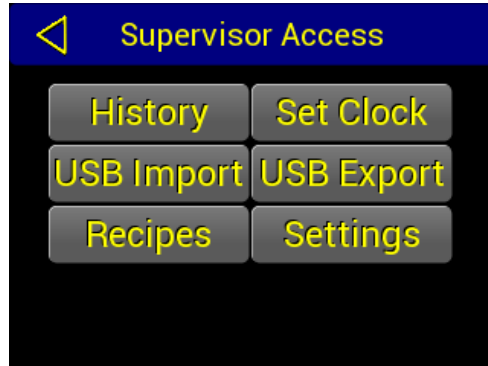 Supervisor Access
History Set Clock
USB Import USB Export
Recipes Settings